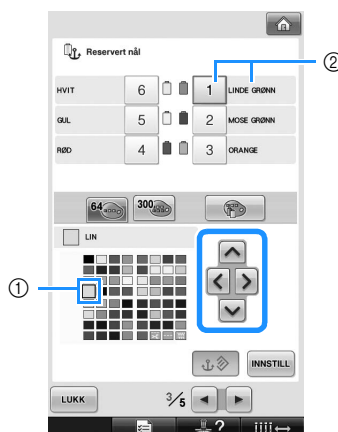 Reservert nål
②
HVIT 6 1 LINDE GRØNN
GUL 5 2 MOSE GRØNN
RØD 4 3 ORANGE
64 300
LIN
①
INNSTILL
LUKK 3/5
?